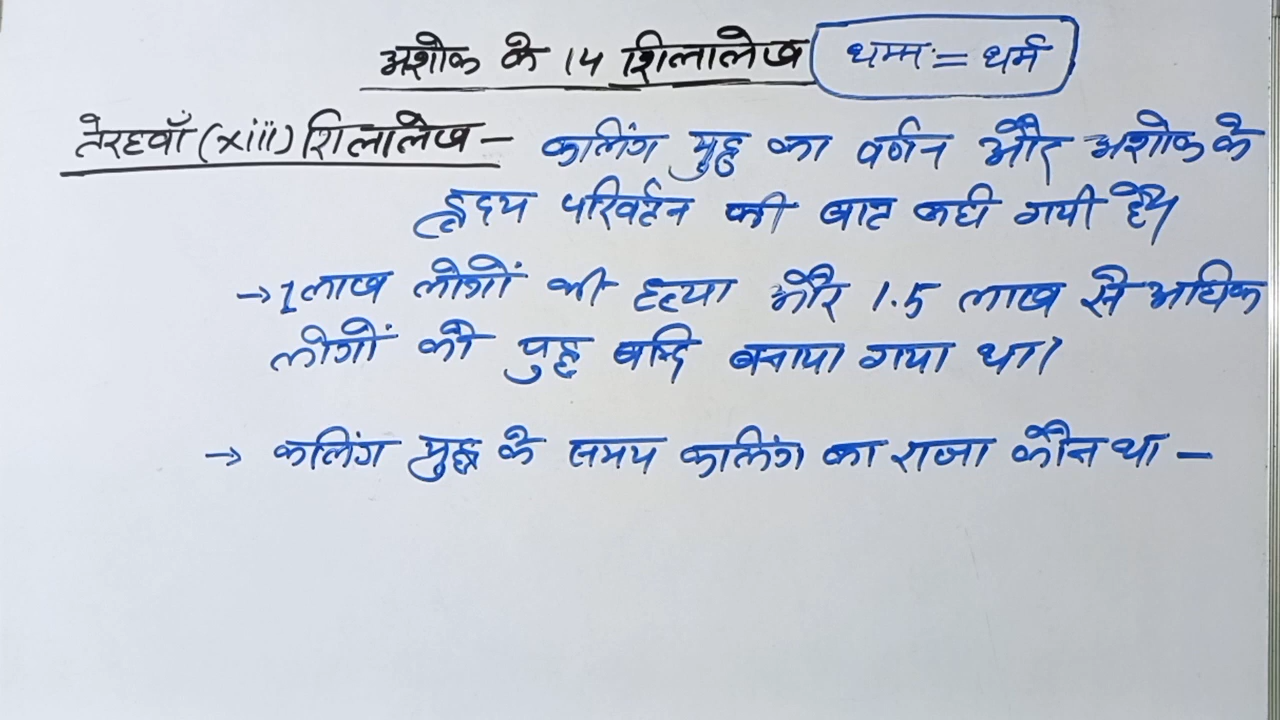 अशोक के 14 शिलालेख धम्म = धर्म
तेरहवाँ (xiii) शिलालेख - कलिंग युद्ध का वर्णन और अशोक के
हृदय परिवर्तन की बात कही गयी है।
→ 1 लाख लोगों की हत्या और 1.5 लाख से अधिक
लोगों को युद्ध बन्दि बनाया गया था।
→ कलिंग युद्ध के समय कलिंग का राजा कौन था -